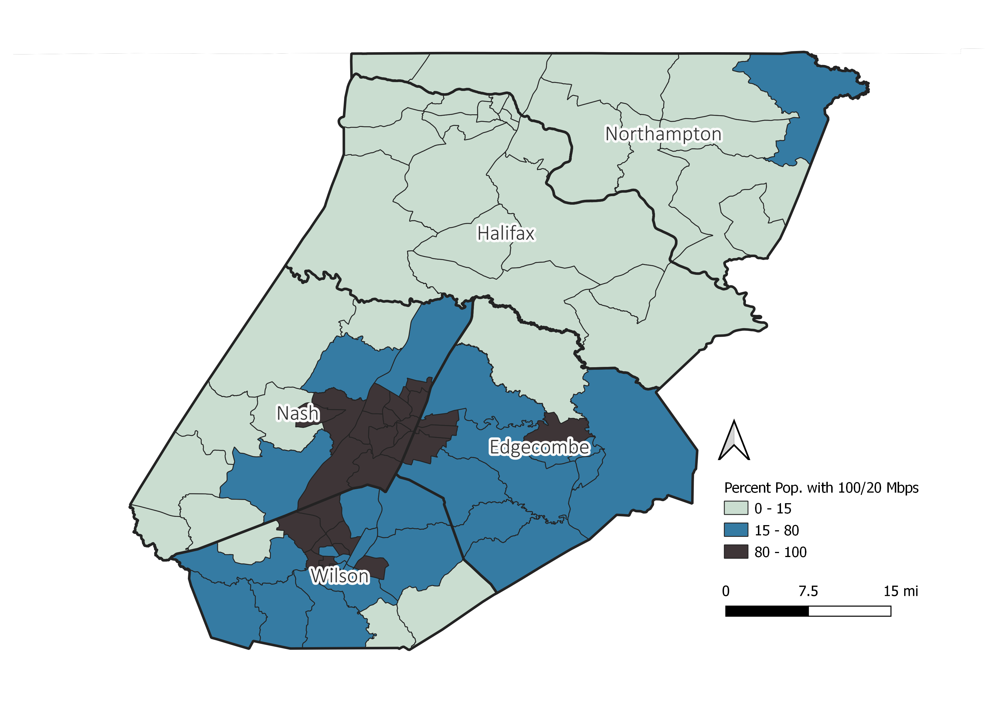 Northampton
Halifax
Nash
Edgecombe
Wilson
Percent Pop. with 100/20 Mbps
0 - 15
15 - 80
80 - 100
0 7.5 15 mi